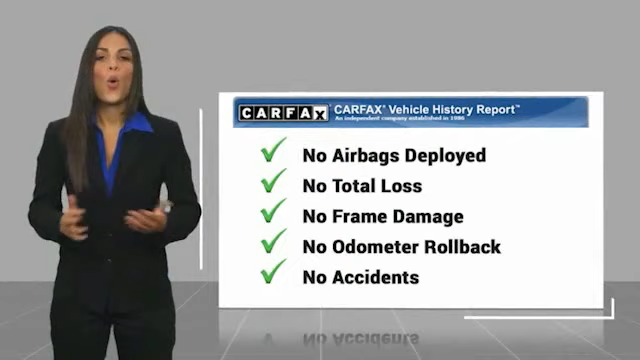 CARFAX CARFAX® Vehicle History Report™
An independent company established in 1986
No Airbags Deployed
No Total Loss
No Frame Damage
No Odometer Rollback
No Accidents